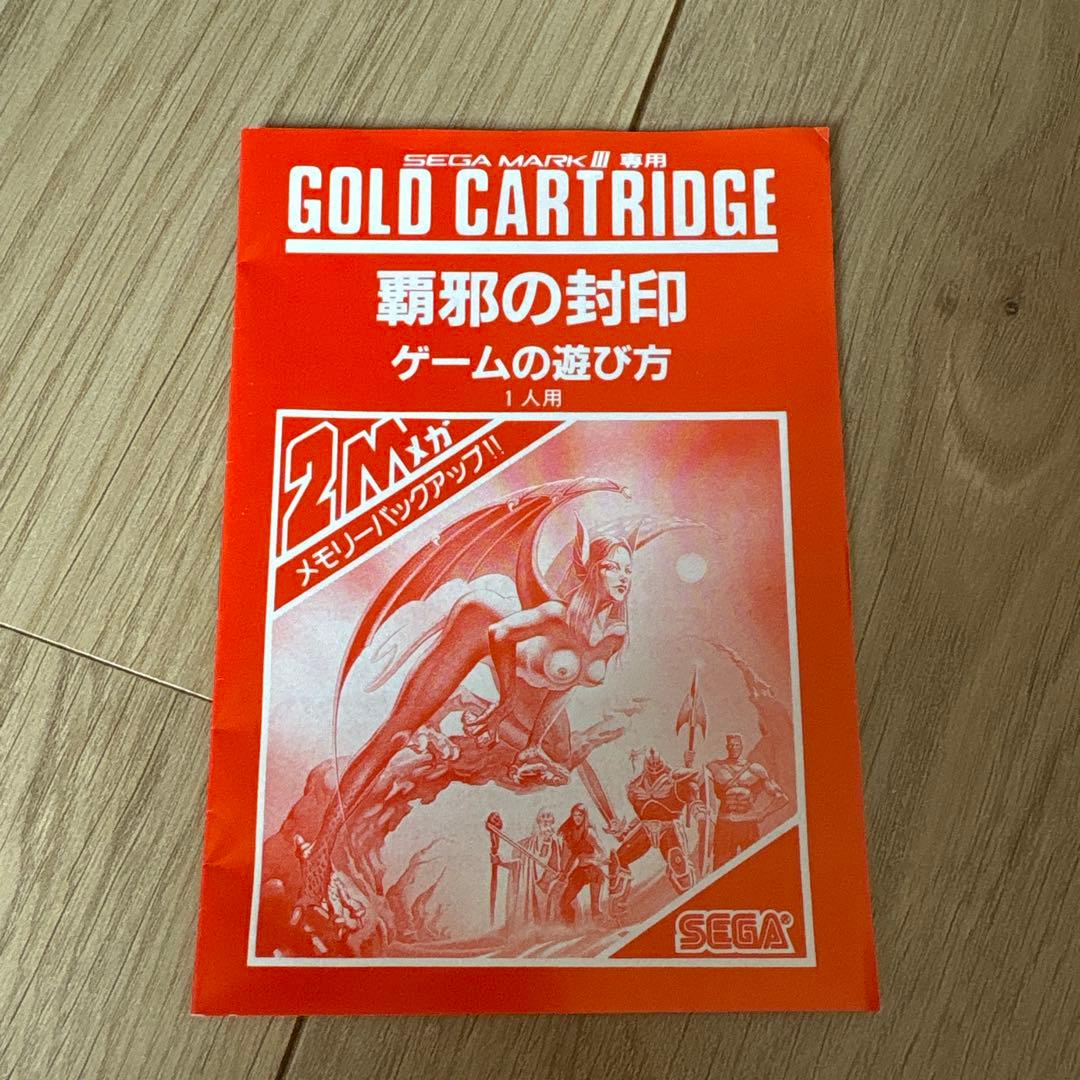 SEGA MARK III 専用
GOLD CARTRIDGE
覇邪の封印
ゲームの遊び方
1人用
2Mメガ
メモリーバックアップ!!
SEGA®